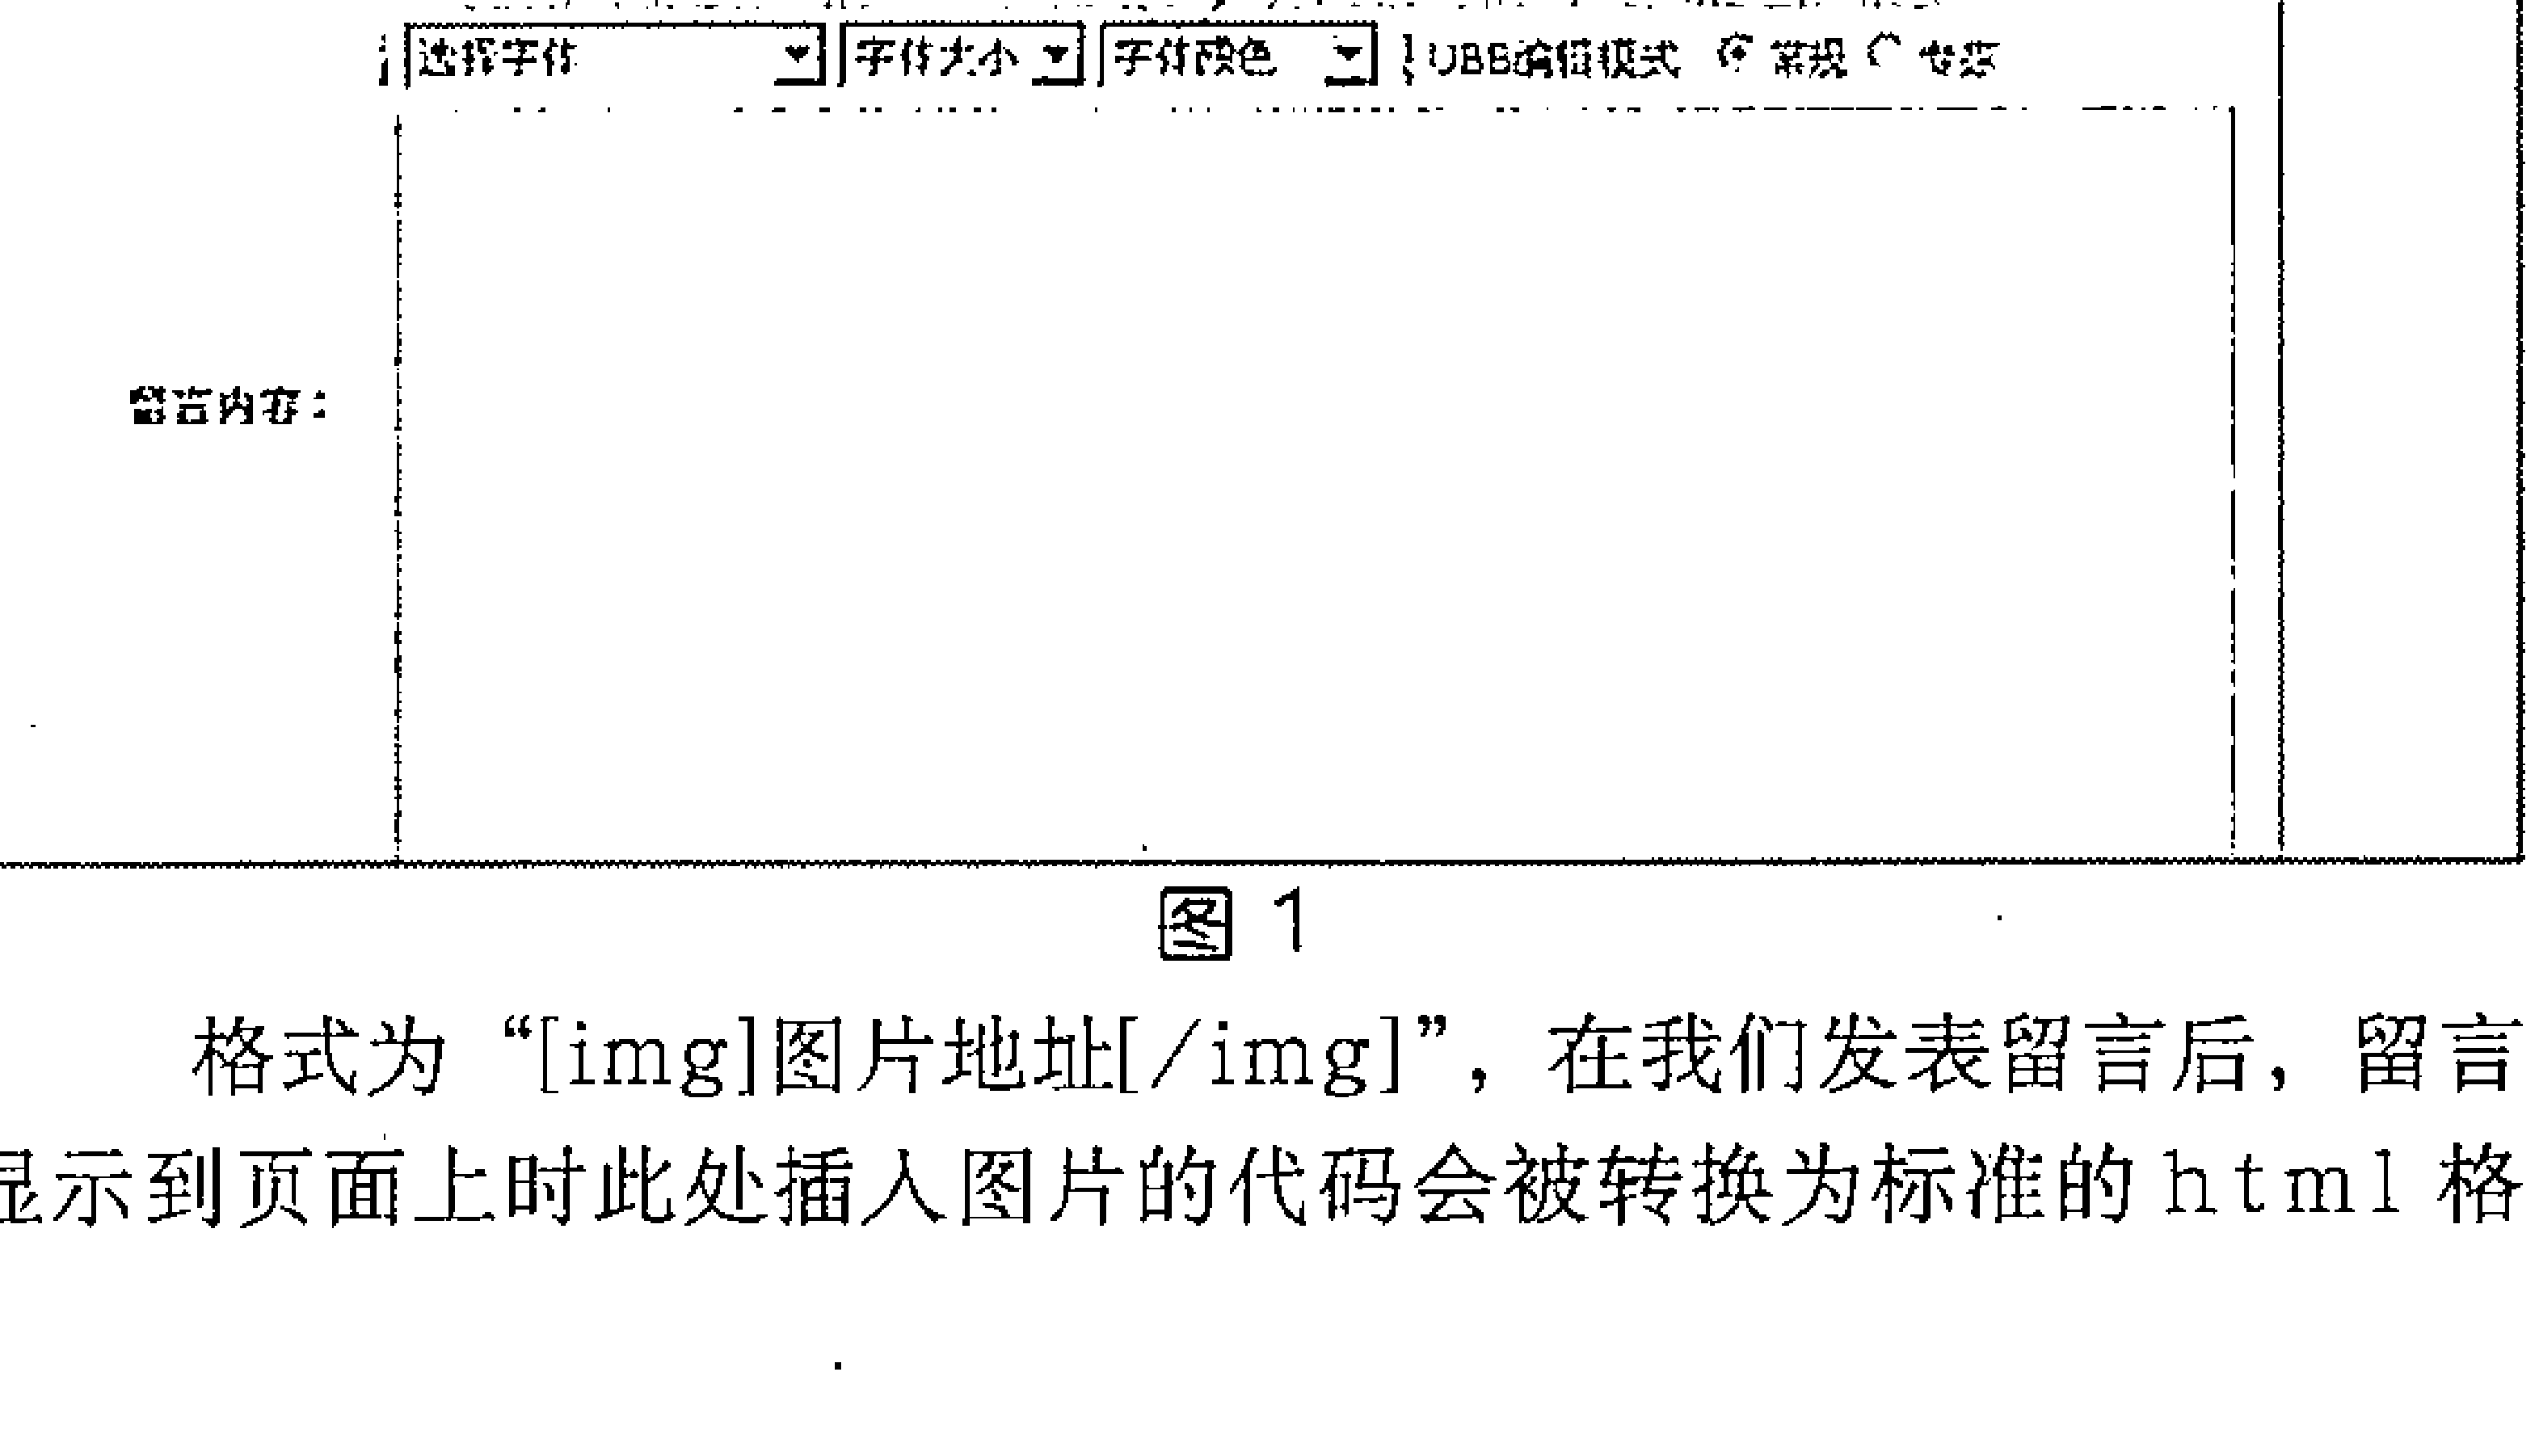 选择字体 字体大小 字体颜色 UBB编辑模式 常规
留言内容：
图 1
格式为“[img]图片地址[/img]”，在我们发表留言后，留言
显示到页面上时此处插入图片的代码会被转换为标准的html格